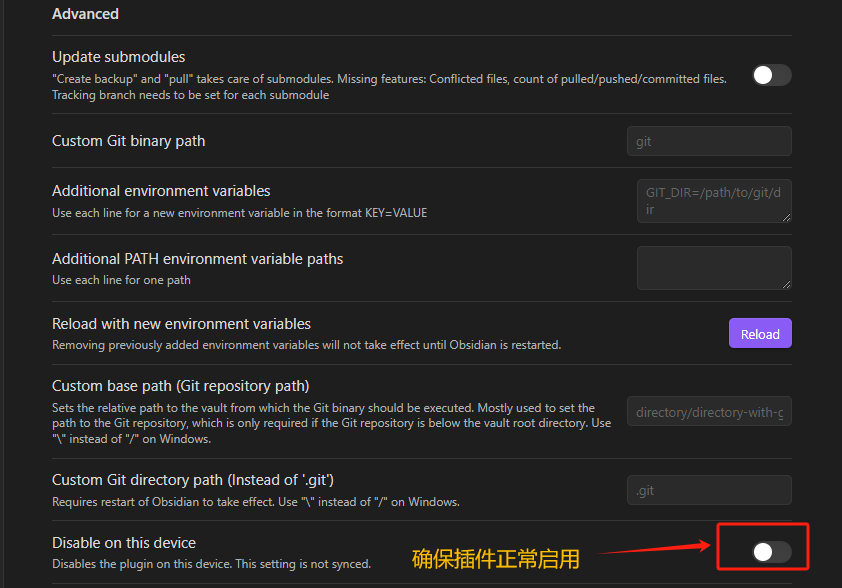 Advanced
Update submodules
"Create backup" and "pull" takes care of submodules. Missing features: Conflicted files, count of pulled/pushed/committed files.
Tracking branch needs to be set for each submodule
Custom Git binary path
git
Additional environment variables
Use each line for a new environment variable in the format KEY=VALUE
GIT_DIR=/path/to/git/d
ir
Additional PATH environment variable paths
Use each line for one path
Reload with new environment variables
Removing previously added environment variables will not take effect until Obsidian is restarted.
Reload
Custom base path (Git repository path)
Sets the relative path to the vault from which the Git binary should be executed. Mostly used to set the
path to the Git repository, which is only required if the Git repository is below the vault root directory. Use
"\" instead of "/" on Windows.
directory/directory-with-g
Custom Git directory path (Instead of '.git')
Requires restart of Obsidian to take effect. Use "\" instead of "/" on Windows.
.git
Disable on this device
Disables the plugin on this device. This setting is not synced.
确保插件正常启用